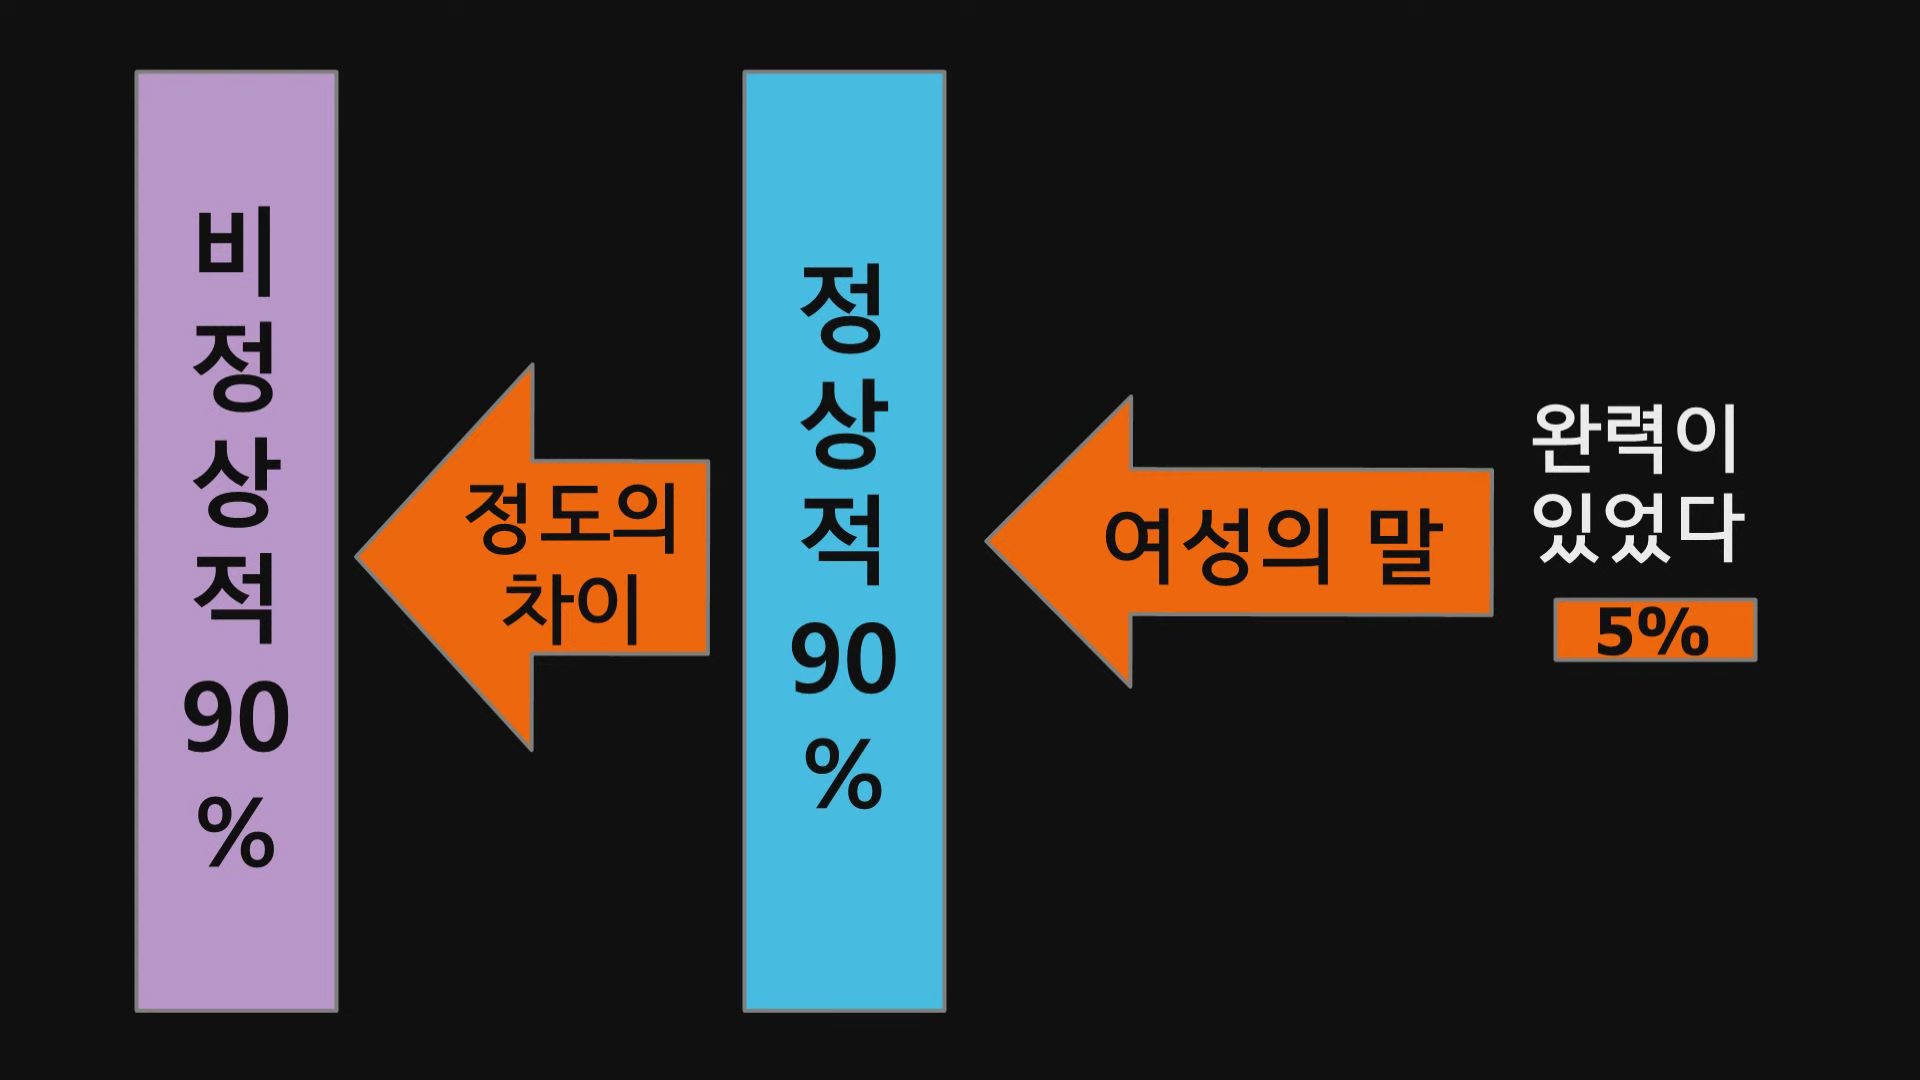 비
정
상
적
90
%
정도의
차이
정
상
적
90
%
여성의 말
완력이
있었다
5%